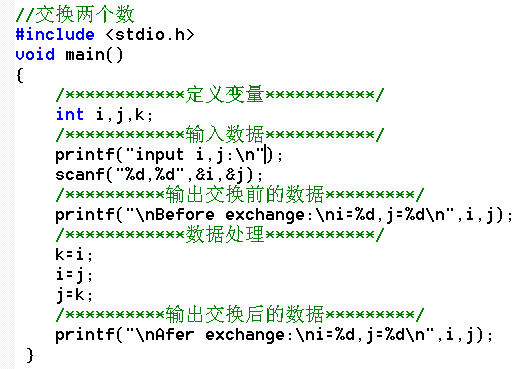 //交换两个数
#include <stdio.h>
void main()
{
/************定义变量***********/
int i,j,k;
/************输入数据***********/
printf("input i,j:\n");
scanf("%d,%d",&i,&j);
/**********输出交换前的数据*********/
printf("\nBefore exchange:\ni=%d,j=%d\n",i,j);
/************数据处理***********/
k=i;
i=j;
j=k;
/**********输出交换后的数据*********/
printf("\nAfer exchange:\ni=%d,j=%d\n",i,j);
}